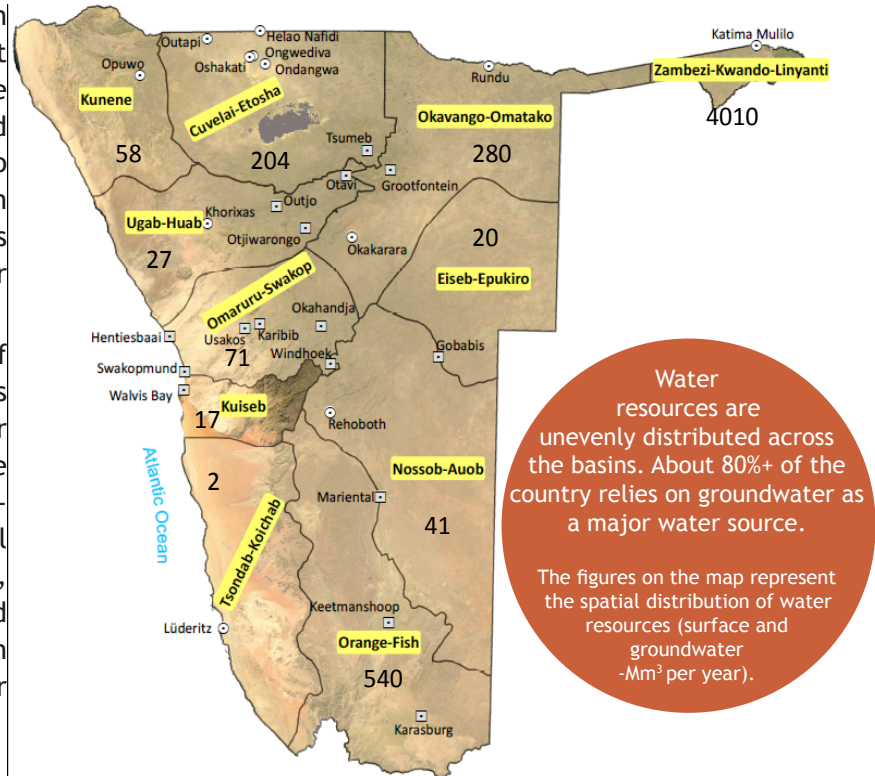 n
t
e
d
o
n
s
r
f
s
r
e
-
l
,
d
n
r
Helao Nafidi
Outapi
Ongwediva
Oshakati
Ondangwa
Opuwo
Kunene
58
Cuvelai-Etosha
204
Tsumeb
Rundu
Okavango-Omatako
280
Katima Mulilo
Zambezi-Kwando-Linyanti
4010
Otavi
Grootfontein
Outjo
Khorixas
Ugab-Huab
Otjiwarongo
27
Okakarara
20
Eiseb-Epukiro
Omaruru-Swakop
Okahandja
Hentiesbaai
Usakos
Karibib
71
Windhoek
Gobabis
Swakopmund
Walvis Bay
Kuiseb
17
Rehoboth
Atlantic Ocean
2
Tsondab-Koichab
Nossob-Auob
Mariental
41
Keetmanshoop
Lüderitz
Orange-Fish
540
Karasburg
Water
resources are
unevenly distributed across
the basins. About 80%+ of the
country relies on groundwater as
a major water source.
The figures on the map represent
the spatial distribution of water
resources (surface and
groundwater
-Mm³ per year).